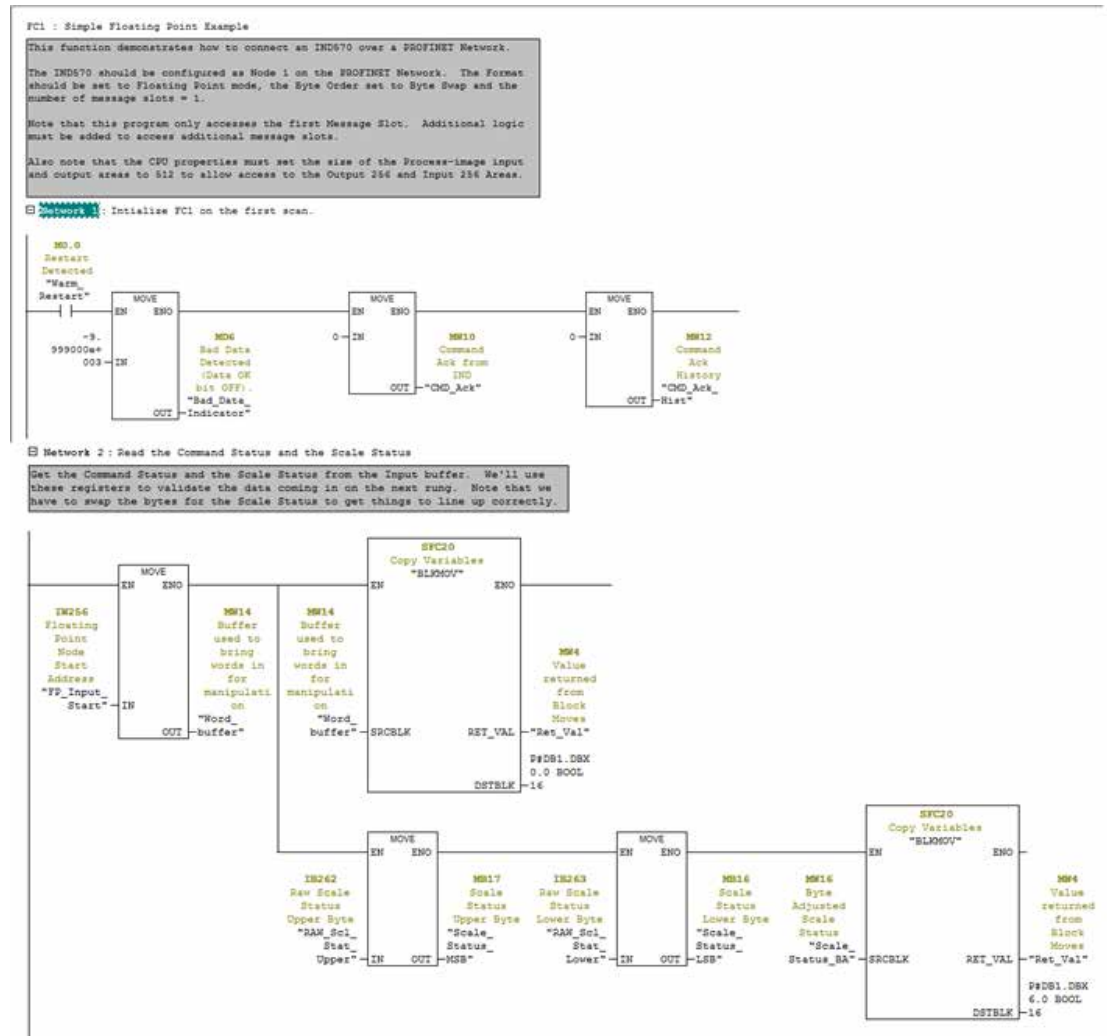 FC1 : Simple Floating Point Example
This function demonstrates how to connect an IND570 over a PROFINET Network.
The IND570 should be configured as Node 1 on the PROFINET Network. The Format
should be set to Floating Point mode, the Byte Order set to Byte Swap and the
number of message slots = 1.
Note that this program only accesses the first Message Slot. Additional logic
must be added to access additional message slots.
Also note that the CPU properties must set the size of the Process-image input
and output areas to 512 to allow access to the Output 256 and Input 256 Areas.
Network 1: Intialize FC1 on the first scan.
M0.0
Restart
Detected
"Warm_
Restart"
MOVE
EN ENO
-9.
999000e+
003
IN
OUT
MD6
Bad Data
Detected
(Data OK
bit OFF).
"Bad_Data_
Indicator"
MOVE
EN ENO
0
IN
OUT
MW10
Command
Ack from
IND
"CMD_Ack"
MOVE
EN ENO
0
IN
OUT
MW12
Command
Ack
History
"CMD_Ack_
Hist"
Network 2 : Read the Command Status and the Scale Status
Get the Command Status and the Scale Status from the Input buffer. We'll use
these registers to validate the data coming in on the next rung. Note that we
have to swap the bytes for the Scale Status to get things to line up correctly.
MOVE
EN ENO
IW256
Floating
Point
Node
Start
Address
"FP_Input_
Start"
IN
OUT
MW14
Buffer
used to
bring
words in
for
manipulati
on
"Word_
buffer"
SFC20
Copy Variables
"BLKMOV"
EN ENO
MW14
Buffer
used to
bring
words in
for
manipulati
on
"Word_
buffer"
SRCBLK
RET_VAL
MW4
Value
returned
from
Block
Moves
"Ret_Val"
P#DB1.DBX
0.0 BOOL
16
DSTBLK
MOVE
EN ENO
IB262
Raw Scale
Status
Upper Byte
"RAW_Scl_
Stat_
Upper"
IN
OUT
MB17
Scale
Status
Upper Byte
"Scale_
Status_
MSB"
MOVE
EN ENO
IB263
Raw Scale
Status
Lower Byte
"RAW_Scl_
Stat_
Lower"
IN
OUT
MB16
Scale
Status
Lower Byte
"Scale_
Status_
LSB"
SFC20
Copy Variables
"BLKMOV"
EN ENO
MW16
Byte
Adjusted
Scale
Status
"Scale_
Status_BA"
SRCBLK
RET_VAL
MW4
Value
returned
from
Block
Moves
"Ret_Val"
P#DB1.DBX
6.0 BOOL
16
DSTBLK